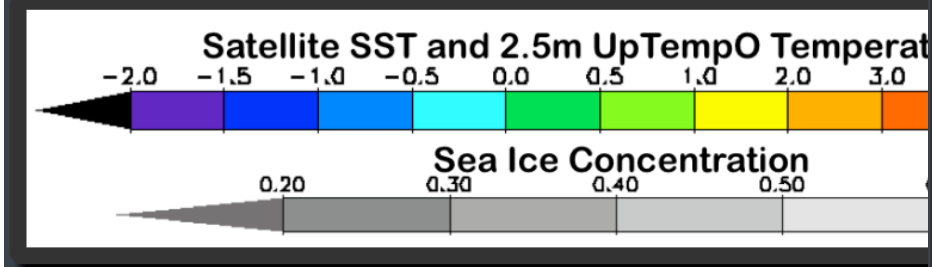 Satellite SST and 2.5m UpTempO Temperat
-2.0 -1.5 -1.0 -0.5 0.0 0.5 1.0 2.0 3.0
Sea Ice Concentration
0.20 0.30 0.40 0.50